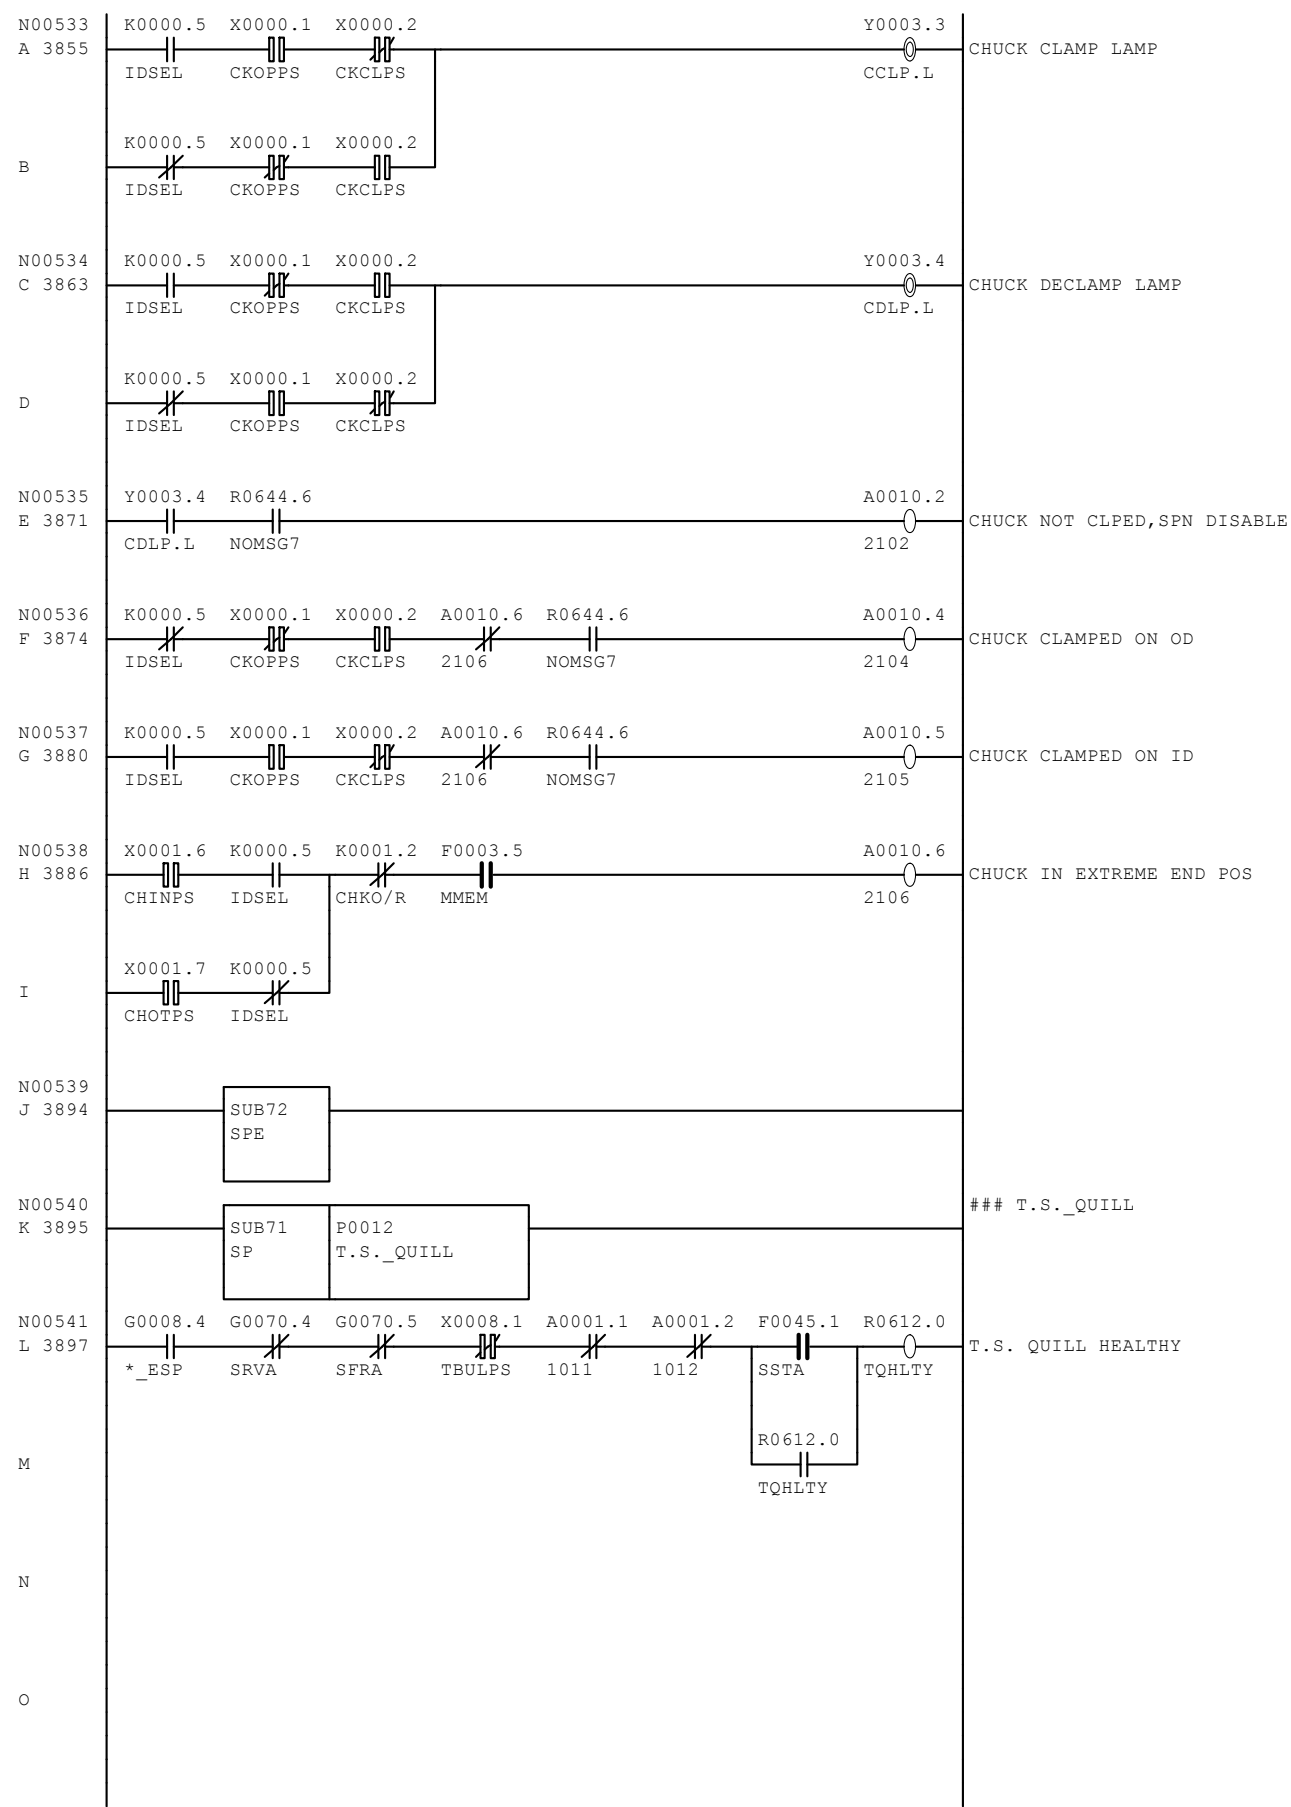 N00533 K0000.5 X0000.1 X0000.2 Y0003.3
A 3855 CHUCK CLAMP LAMP
IDSEL CKOPPS CKCLPS CCLP.L
K0000.5 X0000.1 X0000.2
B
IDSEL CKOPPS CKCLPS
N00534 K0000.5 X0000.1 X0000.2 Y0003.4
C 3863 CHUCK DECLAMP LAMP
IDSEL CKOPPS CKCLPS CDLP.L
K0000.5 X0000.1 X0000.2
D
IDSEL CKOPPS CKCLPS
N00535 Y0003.4 R0644.6 A0010.2
E 3871 CHUCK NOT CLPED,SPN DISABLE
CDLP.L NOMSG7 2102
N00536 K0000.5 X0000.1 X0000.2 A0010.6 R0644.6 A0010.4
F 3874 CHUCK CLAMPED ON OD
IDSEL CKOPPS CKCLPS 2106 NOMSG7 2104
N00537 K0000.5 X0000.1 X0000.2 A0010.6 R0644.6 A0010.5
G 3880 CHUCK CLAMPED ON ID
IDSEL CKOPPS CKCLPS 2106 NOMSG7 2105
N00538 X0001.6 K0000.5 K0001.2 F0003.5 A0010.6
H 3886 CHUCK IN EXTREME END POS
CHINPS IDSEL CHKO/R MMEM 2106
X0001.7 K0000.5
I
CHOTPS IDSEL
N00539
J 3894 SUB72
SPE
N00540 ### T.S._QUILL
K 3895 SUB71 P0012
SP T.S._QUILL
N00541 G0008.4 G0070.4 G0070.5 X0008.1 A0001.1 A0001.2 F0045.1 R0612.0
L 3897 T.S. QUILL HEALTHY
*_ESP SRVA SFRA TBULPS 1011 1012 SSTA TQHLTY
R0612.0
M
TQHLTY
N
O